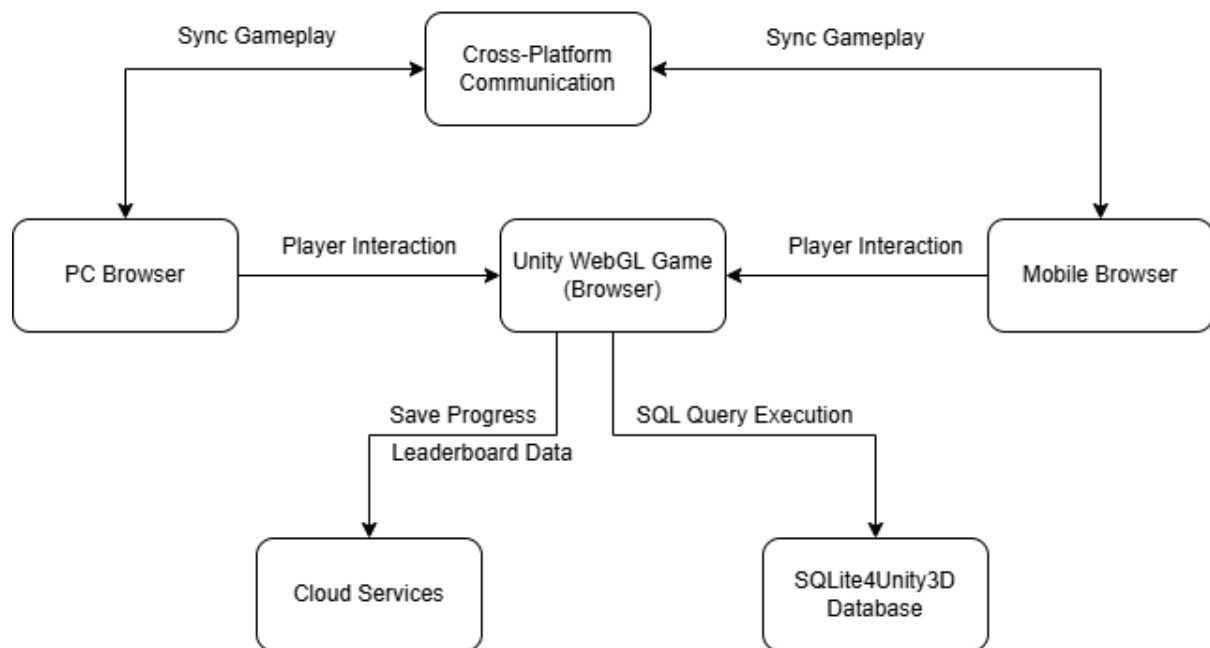 Sync Gameplay
Cross-Platform
Communication
Sync Gameplay
PC Browser
Player Interaction
Unity WebGL Game
(Browser)
Player Interaction
Mobile Browser
Save Progress
Leaderboard Data
SQL Query Execution
Cloud Services
SQLite4Unity3D
Database